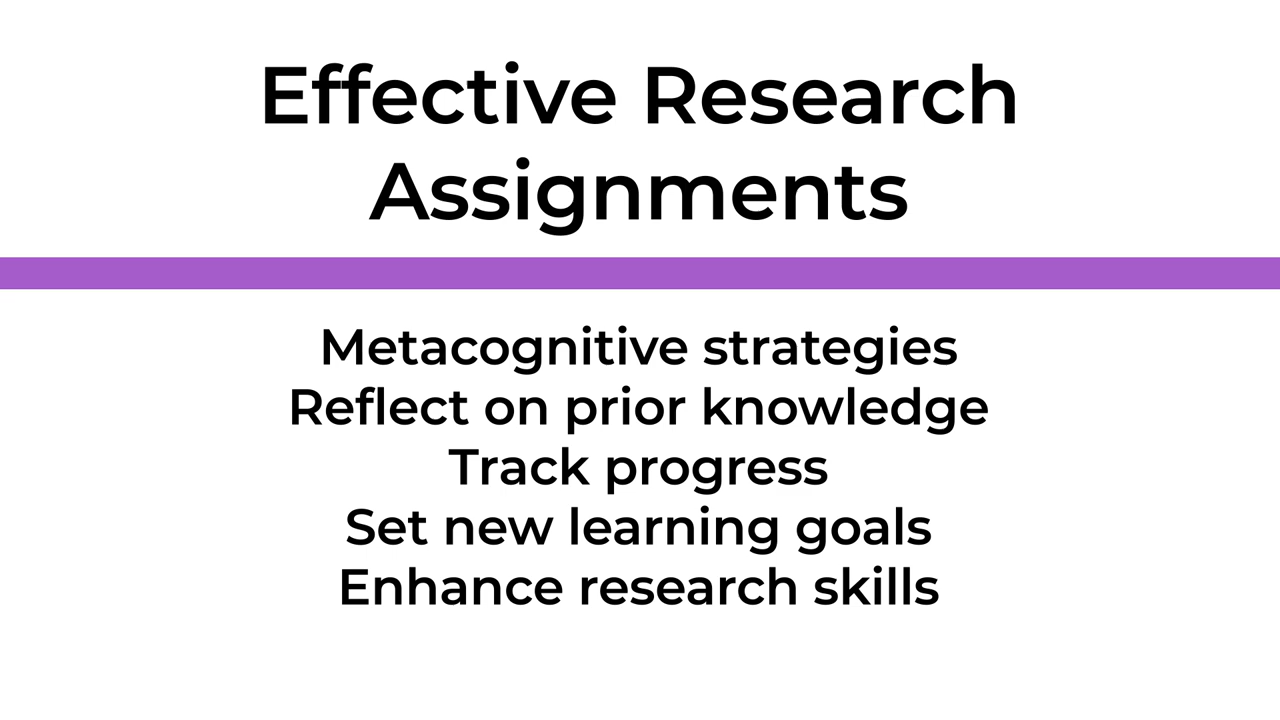 Effective Research
Assignments
Metacognitive strategies
Reflect on prior knowledge
Track progress
Set new learning goals
Enhance research skills